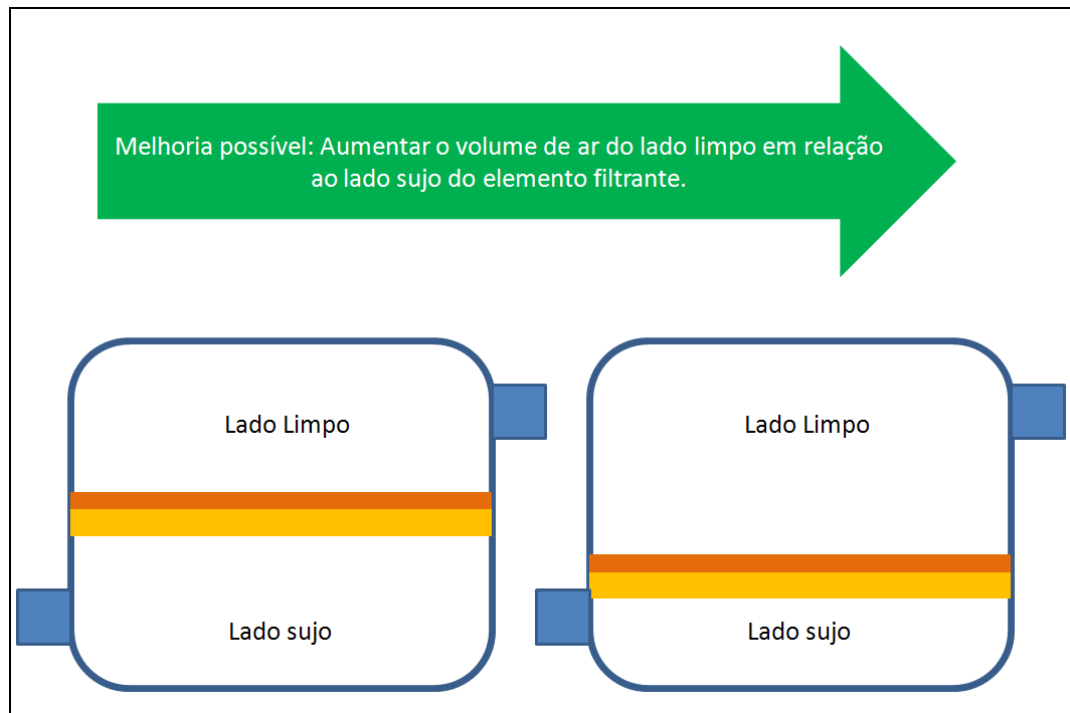 Melhoria possível: Aumentar o volume de ar do lado limpo em relação
ao lado sujo do elemento filtrante.
Lado Limpo
Lado Limpo
Lado sujo
Lado sujo